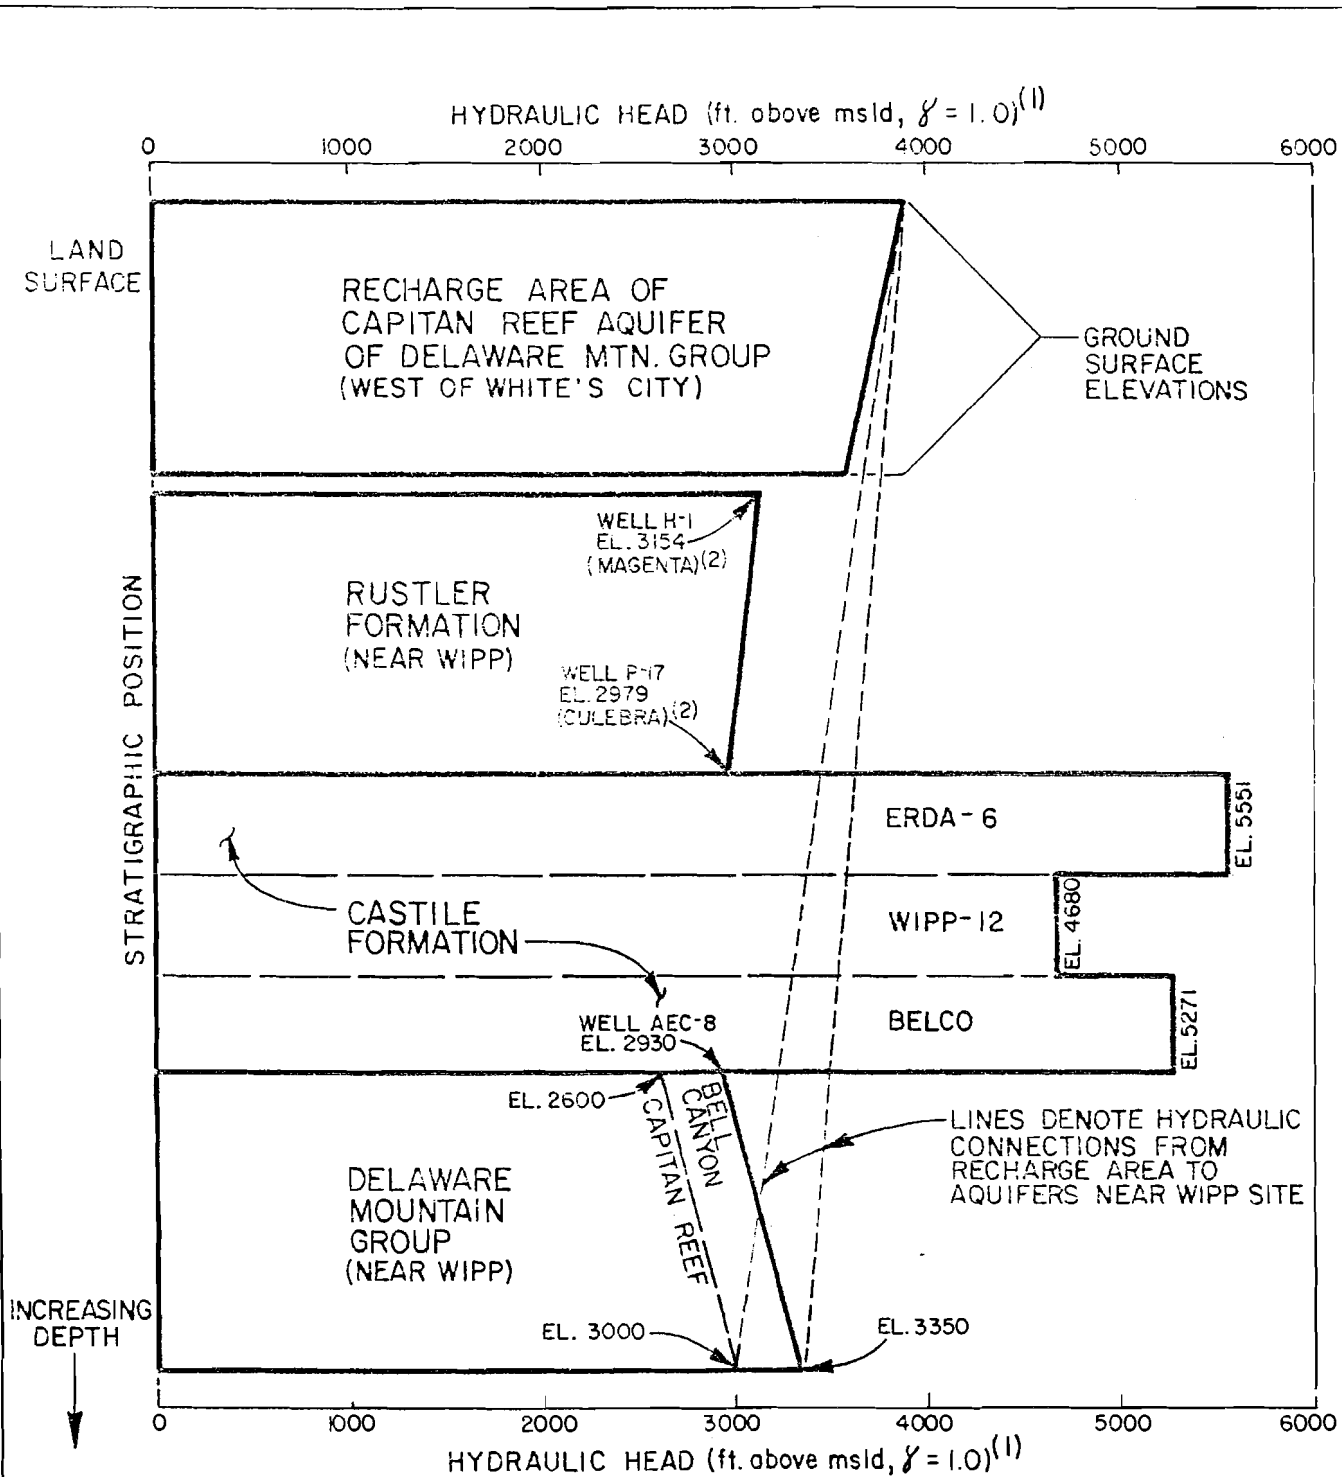 HYDRAULIC HEAD (ft. above msld, γ = 1.0)(1)
0 1000 2000 3000 4000 5000 6000
LAND
SURFACE
RECHARGE AREA OF
CAPITAN REEF AQUIFER
OF DELAWARE MTN. GROUP
(WEST OF WHITE'S CITY)
GROUND
SURFACE
ELEVATIONS
STRATIGRAPHIC POSITION
WELL H-1
EL. 3154
(MAGENTA)(2)
RUSTLER
FORMATION
(NEAR WIPP)
WELL P-17
EL. 2979
(CULEBRA)(2)
ERDA-6
EL. 5551
CASTILE
FORMATION
WIPP-12
EL. 4680
WELL AEC-8
EL. 2930
BELCO
EL. 5271
EL. 2600
CAPITAN REEF
BELL
CANYON
LINES DENOTE HYDRAULIC
CONNECTIONS FROM
RECHARGE AREA TO
AQUIFERS NEAR WIPP SITE
DELAWARE
MOUNTAIN
GROUP
(NEAR WIPP)
INCREASING
DEPTH
EL. 3000
EL. 3350
0 1000 2000 3000 4000 5000 6000
HYDRAULIC HEAD (ft. above msld, γ = 1.0)(1)